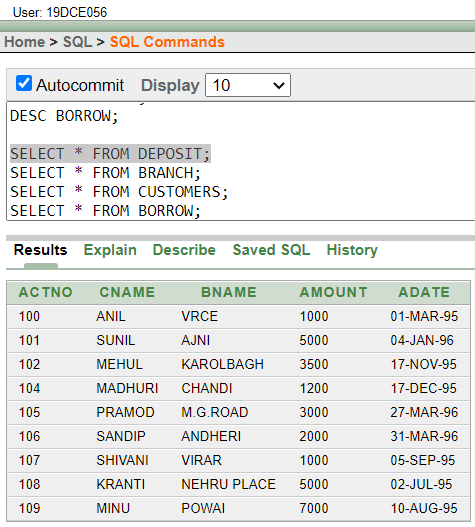 User: 19DCE056
Home > SQL > SQL Commands
Autocommit Display 10
DESC BORROW;
SELECT * FROM DEPOSIT;
SELECT * FROM BRANCH;
SELECT * FROM CUSTOMERS;
SELECT * FROM BORROW;
Results Explain Describe Saved SQL History
ACTNO CNAME BNAME AMOUNT ADATE
100 ANIL VRCE 1000 01-MAR-95
101 SUNIL AJNI 5000 04-JAN-96
102 MEHUL KAROLBAGH 3500 17-NOV-95
104 MADHURI CHANDI 1200 17-DEC-95
105 PRAMOD M.G.ROAD 3000 27-MAR-96
106 SANDIP ANDHERI 2000 31-MAR-96
107 SHIVANI VIRAR 1000 05-SEP-95
108 KRANTI NEHRU PLACE 5000 02-JUL-95
109 MINU POWAI 7000 10-AUG-95